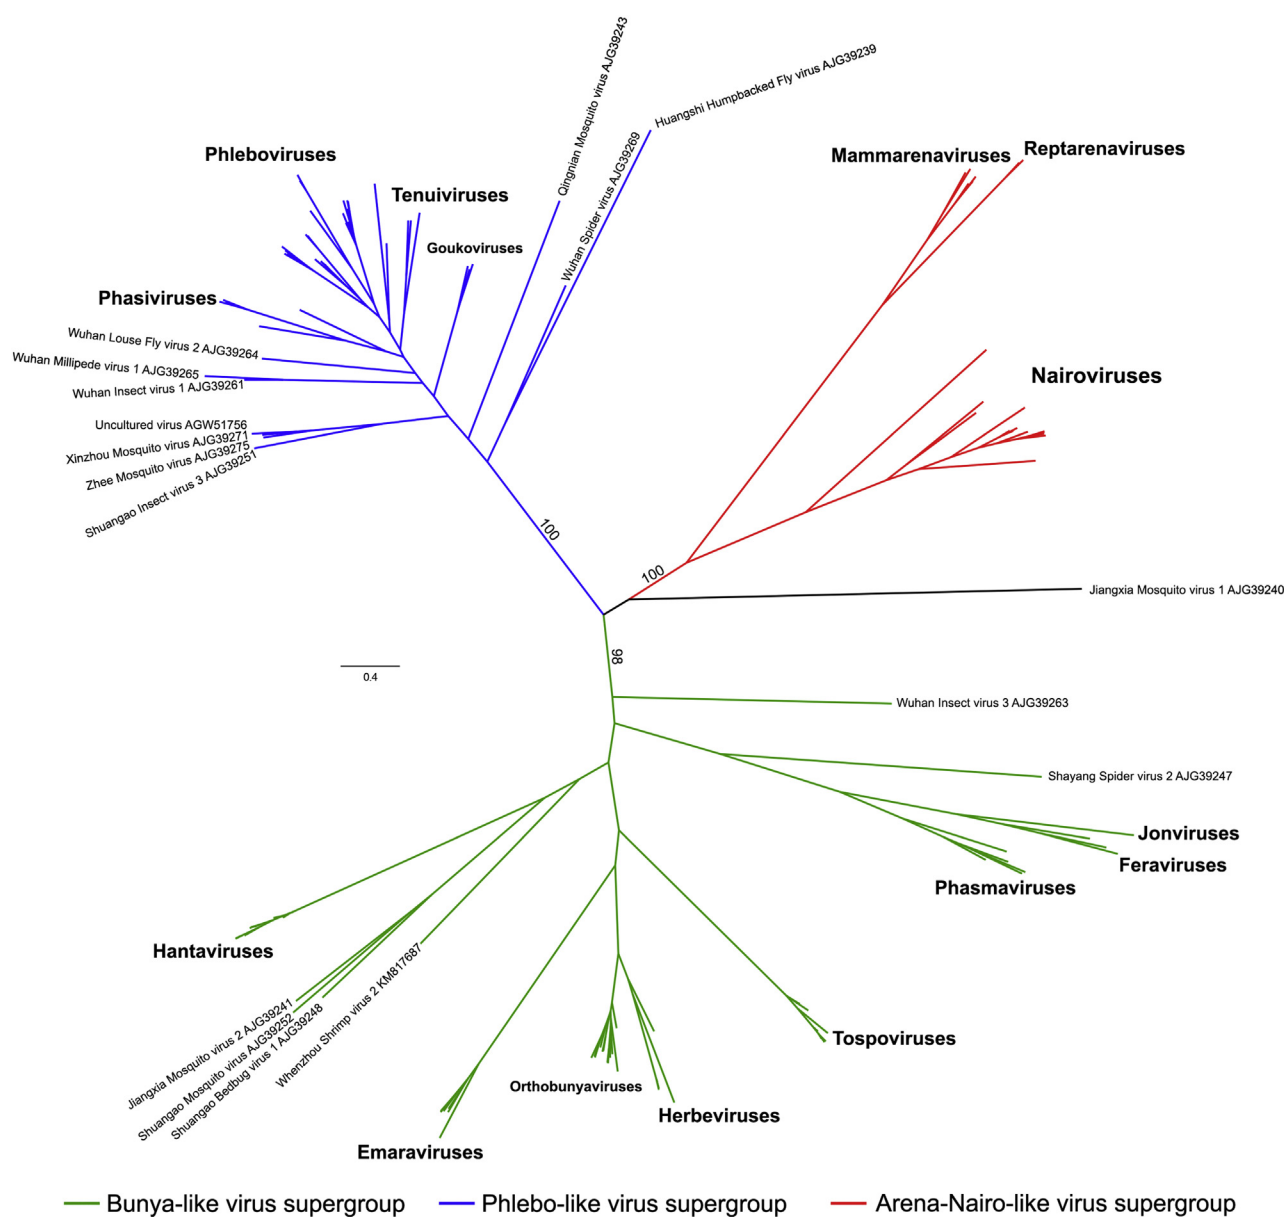 Qingnian Mosquito virus AJG39243
Huangshi Humpbacked Fly virus AJG39239
Wuhan Spider virus AJG39269
Phleboviruses
Mammarenaviruses
Reptarenaviruses
Tenuiviruses
Goukoviruses
Phasiviruses
Wuhan Louse Fly virus 2 AJG39264
Wuhan Millipede virus 1 AJG39265
Wuhan Insect virus 1 AJG39261
Nairoviruses
Uncultured virus AGW51756
Xinzhou Mosquito virus AJG39271
Zhee Mosquito virus AJG39275
Shuangao Insect virus 3 AJG39251
100
100
Jiangxia Mosquito virus 1 AJG39240
98
0.4
Wuhan Insect virus 3 AJG39263
Shayang Spider virus 2 AJG39247
Jonviruses
Feraviruses
Phasmaviruses
Hantaviruses
Jiangxia Mosquito virus 2 AJG39241
Shuangao Mosquito virus AJG39252
Shuangao Bedbug virus 1 AJG39248
Whenzhou Shrimp virus 2 KM817687
Tospoviruses
Orthobunyaviruses
Herbeviruses
Emaraviruses
Bunya-like virus supergroup
Phlebo-like virus supergroup
Arena-Nairo-like virus supergroup